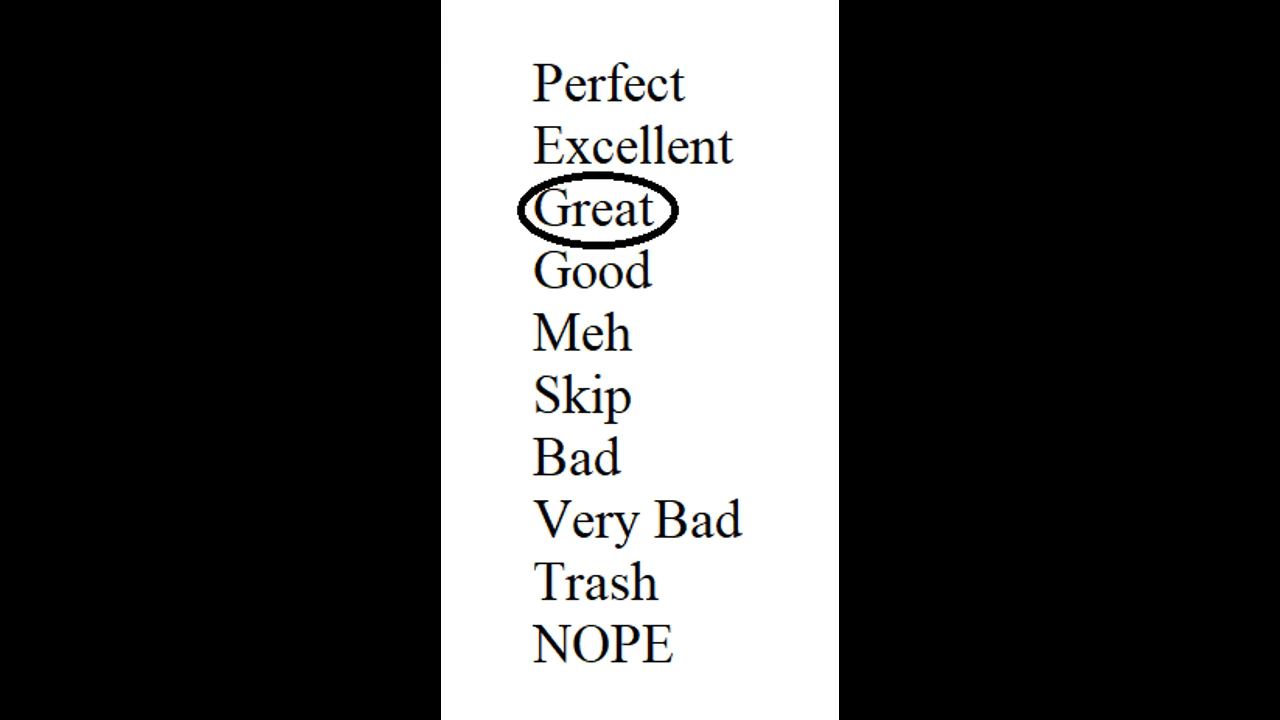 Perfect
Excellent
Great
Good
Meh
Skip
Bad
Very Bad
Trash
NOPE